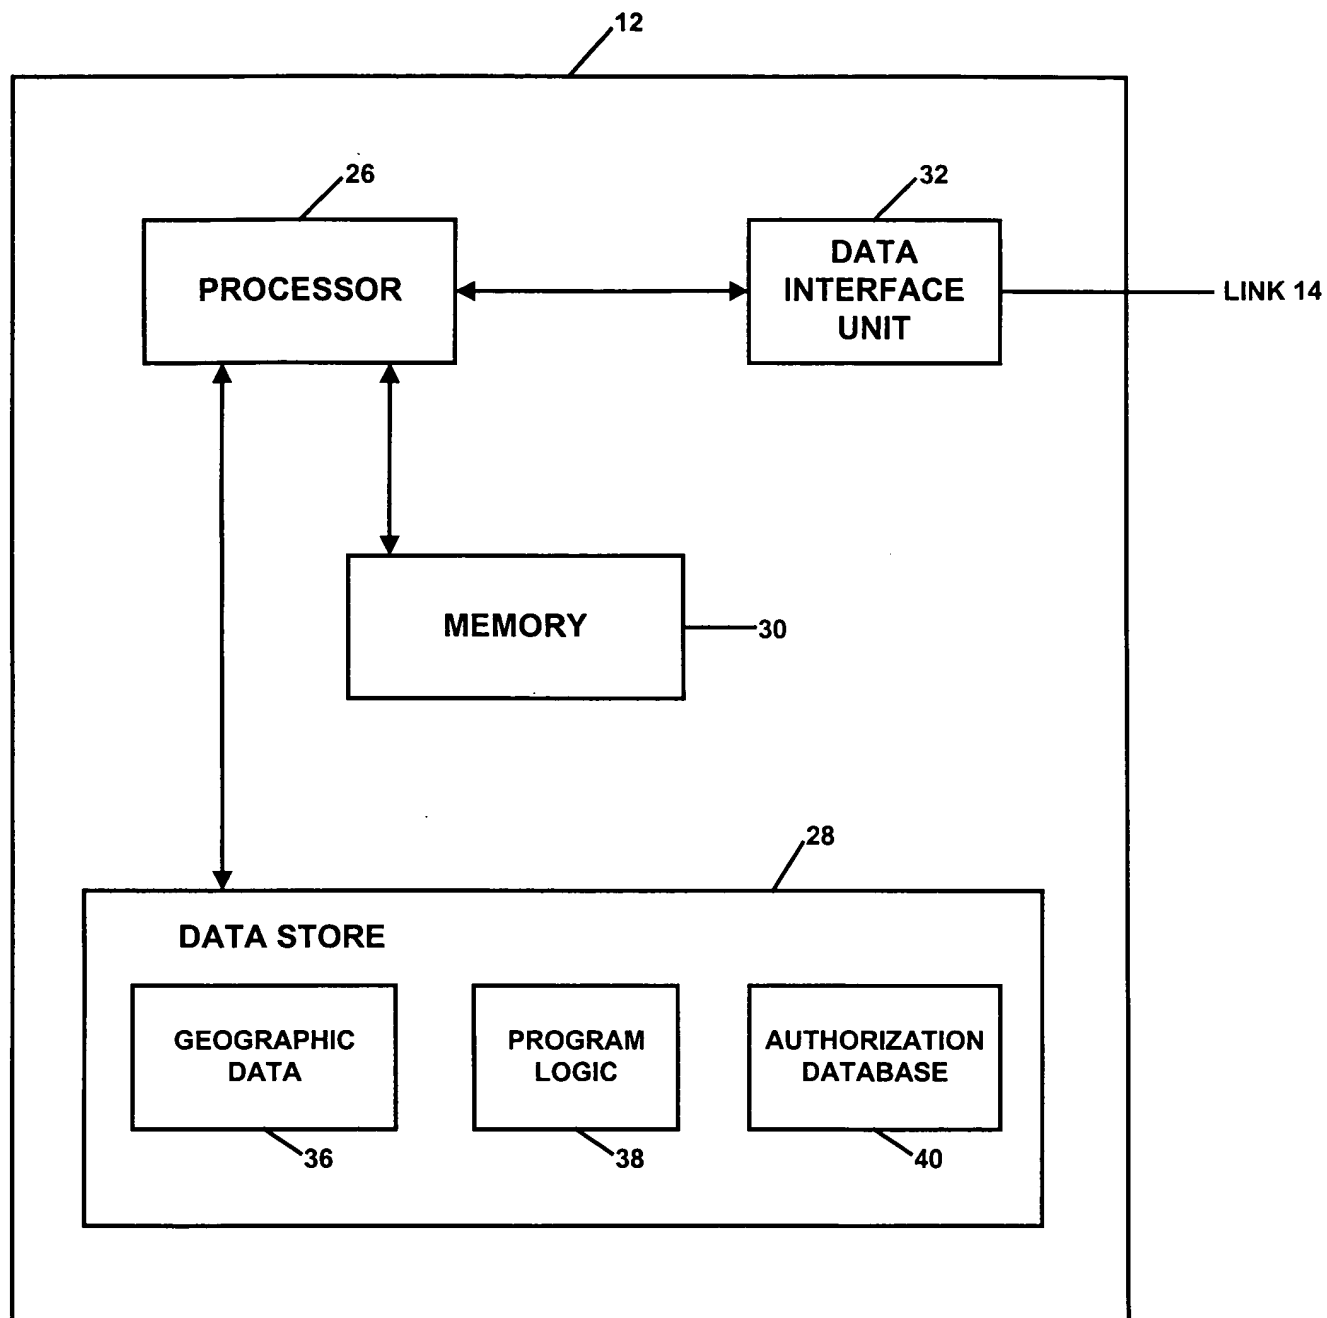 12
26
32
PROCESSOR
DATA
INTERFACE
UNIT
LINK 14
MEMORY
30
28
DATA STORE
GEOGRAPHIC
DATA
PROGRAM
LOGIC
AUTHORIZATION
DATABASE
36
38
40